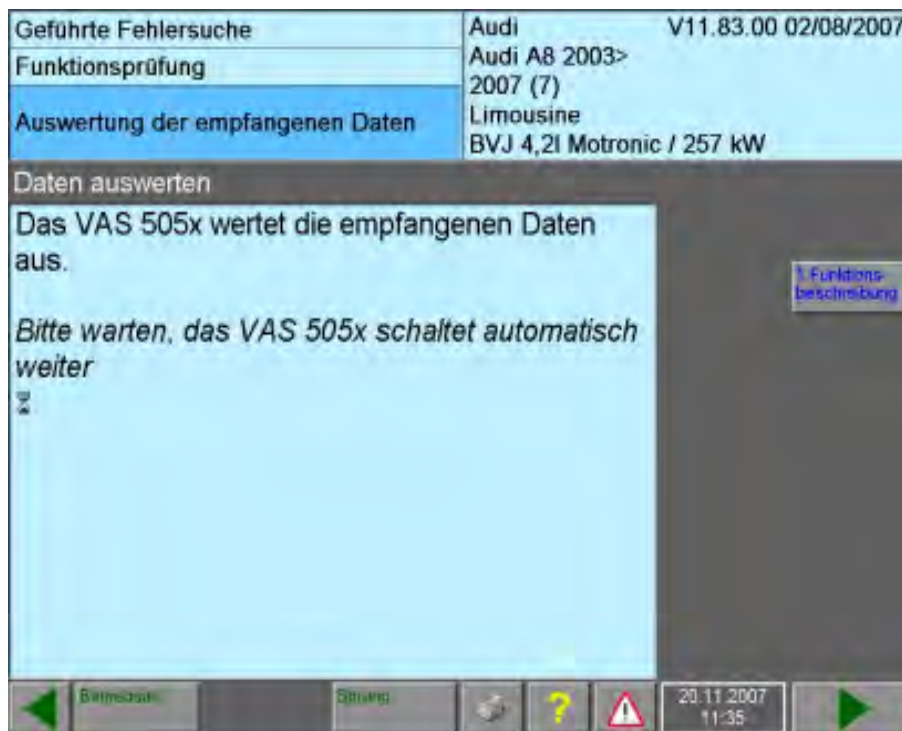 Geführte Fehlersuche
Funktionsprüfung
Auswertung der empfangenen Daten
Audi V11.83.00 02/08/2007
Audi A8 2003>
2007 (7)
Limousine
BVJ 4,2l Motronic / 257 kW
Daten auswerten
Das VAS 505x wertet die empfangenen Daten
aus.
Bitte warten, das VAS 505x schaltet automatisch
weiter
1.Funktions-
beschreibung
Sprung
?
20.11.2007
11:35